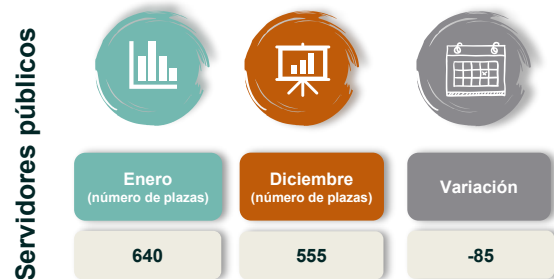 Servidores públicos
Enero
(número de plazas)
Diciembre
(número de plazas)
Variación
640
555
-85